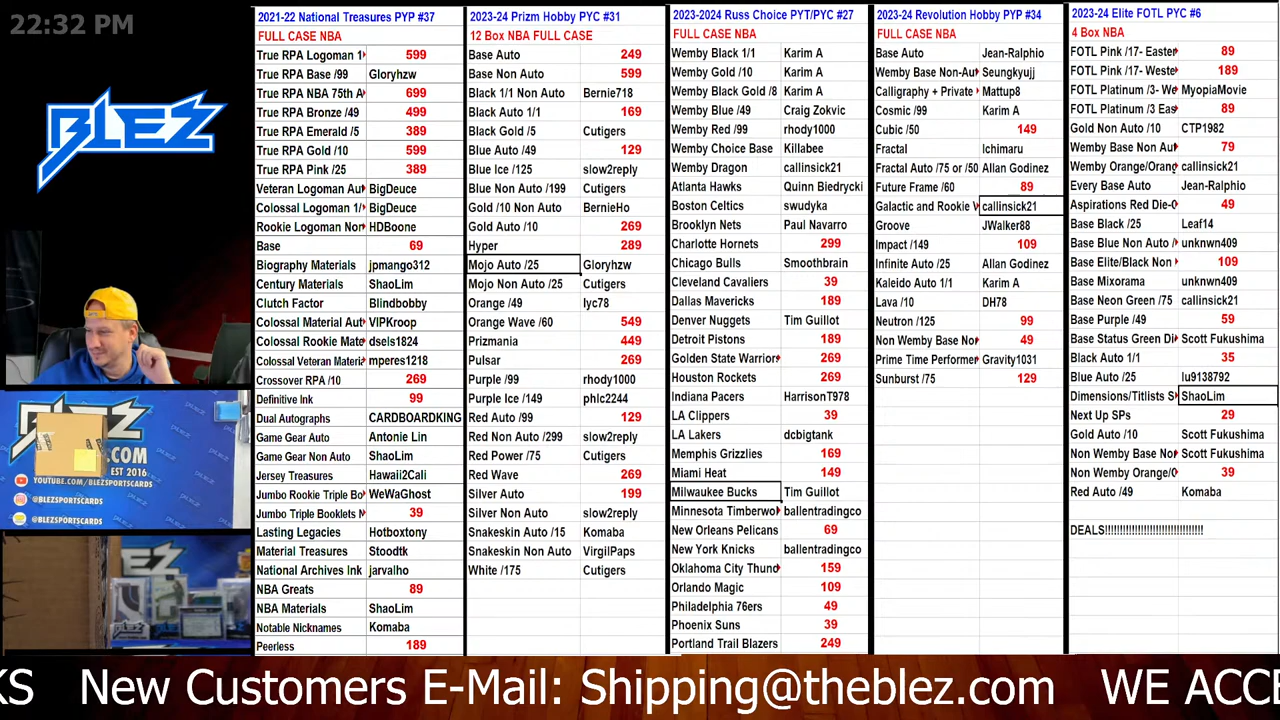 22:32 PM
BLEZ
BLEZ
.COM
EST 2016
YOUTUBE.COM/BLEZSPORTSCARDS
@BLEZSPORTSCARDS
@BLEZSPORTSCARDS
2021-22 National Treasures PYP #37
FULL CASE NBA
True RPA Logoman 1 599
True RPA Base /99 Gloryhzw
True RPA NBA 75th A 699
True RPA Bronze /49 499
True RPA Emerald /5 389
True RPA Gold /10 599
True RPA Pink /25 389
Veteran Logoman Au BigDeuce
Colossal Logoman 1/ BigDeuce
Rookie Logoman Non HDBoone
Base 69
Biography Materials jpmango312
Century Materials ShaoLim
Clutch Factor Blindbobby
Colossal Material Aut VIPKroop
Colossal Rookie Mate dsels1824
Colossal Veteran Materi mperes1218
Crossover RPA /10 269
Definitive Ink 99
Dual Autographs CARDBOARDKING
Game Gear Auto Antonie Lin
Game Gear Non Auto ShaoLim
Jersey Treasures Hawaii2Cali
Jumbo Rookie Triple Bo WeWaGhost
Jumbo Triple Booklets N 39
Lasting Legacies Hotboxtony
Material Treasures Stoodtk
National Archives Ink jarvalho
NBA Greats 89
NBA Materials ShaoLim
Notable Nicknames Komaba
Peerless 189
2023-24 Prizm Hobby PYC #31
12 Box NBA FULL CASE
Base Auto 249
Base Non Auto 599
Black 1/1 Non Auto Bernie718
Black Auto 1/1 169
Black Gold /5 Cutigers
Blue Auto /49 129
Blue Ice /125 slow2reply
Blue Non Auto /199 Cutigers
Gold /10 Non Auto BernieHo
Gold Auto /10 269
Hyper 289
Mojo Auto /25 Gloryhzw
Mojo Non Auto /25 Cutigers
Orange /49 lyc78
Orange Wave /60 549
Prizmania 449
Pulsar 269
Purple /99 rhody1000
Purple Ice /149 phlc2244
Red Auto /99 129
Red Non Auto /299 slow2reply
Red Power /75 Cutigers
Red Wave 269
Silver Auto 199
Silver Non Auto slow2reply
Snakeskin Auto /15 Komaba
Snakeskin Non Auto VirgilPaps
White /175 Cutigers
2023-2024 Russ Choice PYT/PYC #27
FULL CASE NBA
Wemby Black 1/1 Karim A
Wemby Gold /10 Karim A
Wemby Black Gold /8 Karim A
Wemby Blue /49 Craig Zokvic
Wemby Red /99 rhody1000
Wemby Choice Base Killabee
Wemby Dragon callinsick21
Atlanta Hawks Quinn Biedrycki
Boston Celtics swudyka
Brooklyn Nets Paul Navarro
Charlotte Hornets 299
Chicago Bulls Smoothbrain
Cleveland Cavaliers 39
Dallas Mavericks 189
Denver Nuggets Tim Guillot
Detroit Pistons 189
Golden State Warrior 269
Houston Rockets 269
Indiana Pacers HarrisonT978
LA Clippers 39
LA Lakers dcbigtank
Memphis Grizzlies 169
Miami Heat 149
Milwaukee Bucks Tim Guillot
Minnesota Timberwo ballentradingco
New Orleans Pelicans 69
New York Knicks ballentradingco
Oklahoma City Thund 159
Orlando Magic 109
Philadelphia 76ers 49
Phoenix Suns 39
Portland Trail Blazers 249
2023-24 Revolution Hobby PYP #34
FULL CASE NBA
Base Auto Jean-Ralphio
Wemby Base Non-Au Seungkyujj
Calligraphy + Private Mattup8
Cosmic /99 Karim A
Cubic /50 149
Fractal Ichimaru
Fractal Auto /75 or /50 Allan Godinez
Future Frame /60 89
Galactic and Rookie V callinsick21
Groove JWalker88
Impact /149 109
Infinite Auto /25 Allan Godinez
Kaleido Auto 1/1 Karim A
Lava /10 DH78
Neutron /125 99
Non Wemby Base Nor 49
Prime Time Performer Gravity1031
Sunburst /75 129
2023-24 Elite FOTL PYC #6
4 Box NBA
FOTL Pink /17- Easter 89
FOTL Pink /17- Weste 189
FOTL Platinum /3- We MyopiaMovie
FOTL Platinum /3 Eas 89
Gold Non Auto /10 CTP1982
Wemby Base Non Au 79
Wemby Orange/Oran callinsick21
Every Base Auto Jean-Ralphio
Aspirations Red Die-C 49
Base Black /25 Leaf14
Base Blue Non Auto / unknwn409
Base Elite/Black Non 109
Base Mixorama unknwn409
Base Neon Green /75 callinsick21
Base Purple /49 59
Base Status Green Di Scott Fukushima
Black Auto 1/1 35
Blue Auto /25 lu9138792
Dimensions/Titlists S ShaoLim
Next Up SPs 29
Gold Auto /10 Scott Fukushima
Non Wemby Base No Scott Fukushima
Non Wemby Orange/O 39
Red Auto /49 Komaba
DEALS!!!!!!!!!!!!!!!!!!!!!!!!!!!!!!!!!
KS New Customers E-Mail: Shipping@theblez.com WE ACCE